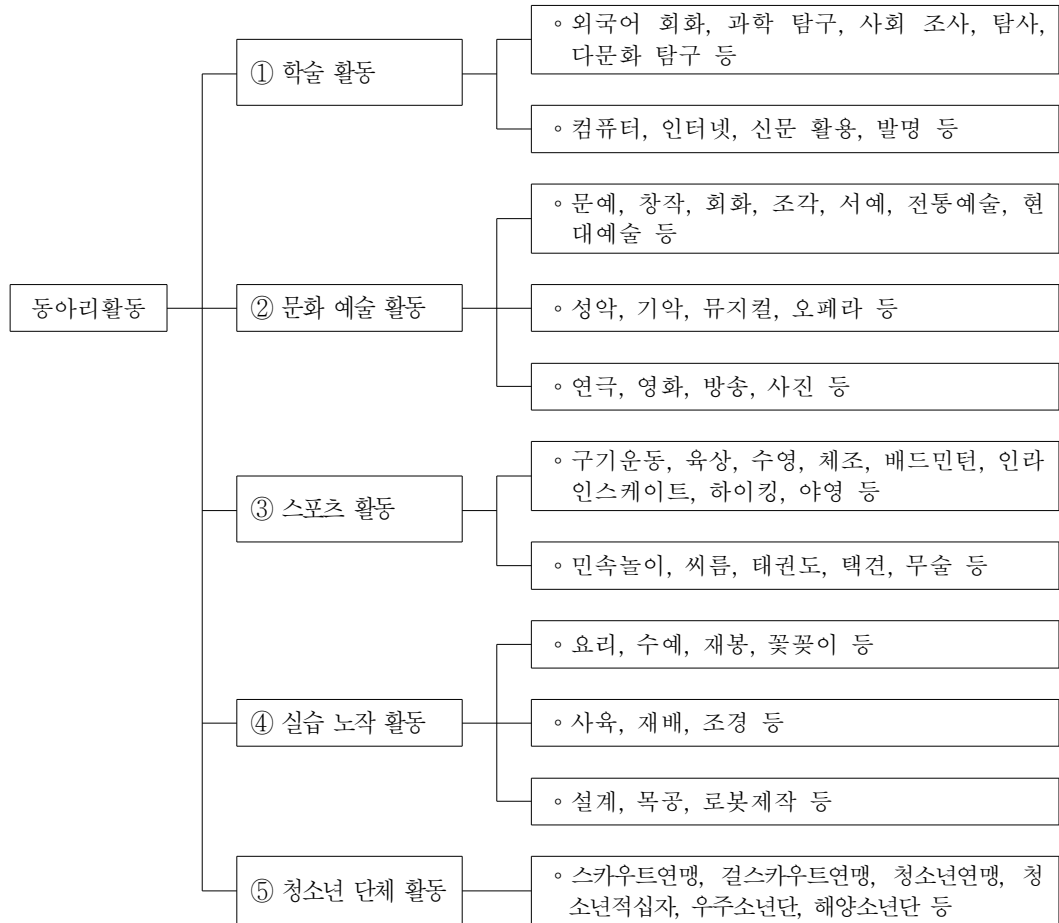 ① 학술 활동
◦외국어 회화, 과학 탐구, 사회 조사, 탐사,
다문화 탐구 등
◦컴퓨터, 인터넷, 신문 활용, 발명 등
동아리활동
② 문화 예술 활동
◦문예, 창작, 회화, 조각, 서예, 전통예술, 현
대예술 등
◦성악, 기악, 뮤지컬, 오페라 등
◦연극, 영화, 방송, 사진 등
③ 스포츠 활동
◦구기운동, 육상, 수영, 체조, 배드민턴, 인라
인스케이트, 하이킹, 야영 등
◦민속놀이, 씨름, 태권도, 택견, 무술 등
④ 실습 노작 활동
◦요리, 수예, 재봉, 꽃꽂이 등
◦사육, 재배, 조경 등
◦설계, 목공, 로봇제작 등
⑤ 청소년 단체 활동
◦스카우트연맹, 걸스카우트연맹, 청소년연맹, 청
소년적십자, 우주소년단, 해양소년단 등